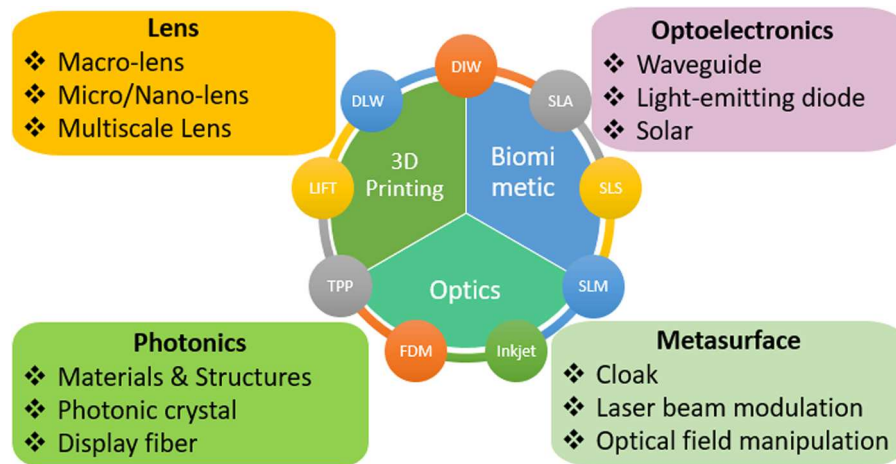 Lens
❖ Macro-lens
❖ Micro/Nano-lens
❖ Multiscale Lens
Optoelectronics
❖ Waveguide
❖ Light-emitting diode
❖ Solar
DIW
DLW
SLA
3D
Printing
Biomi
metic
LIFT
SLS
TPP
Optics
SLM
FDM
Inkjet
Photonics
❖ Materials & Structures
❖ Photonic crystal
❖ Display fiber
Metasurface
❖ Cloak
❖ Laser beam modulation
❖ Optical field manipulation